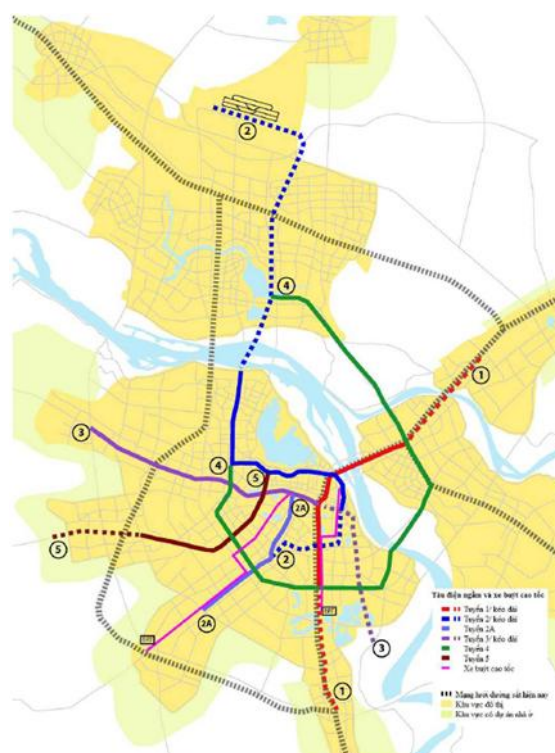 2
4
1
3
4
5
2A
5
2
2A
3
1
Tàu điện ngầm và xe buýt cao tốc
Tuyến 1/ kéo dài
Tuyến 2/ kéo dài
Tuyến 2A
Tuyến 3/ kéo dài
Tuyến 4
Tuyến 5
Xe buýt cao tốc
Mạng lưới đường sắt hiện nay
Khu vực đô thị
Khu vực có dự án nhà ở